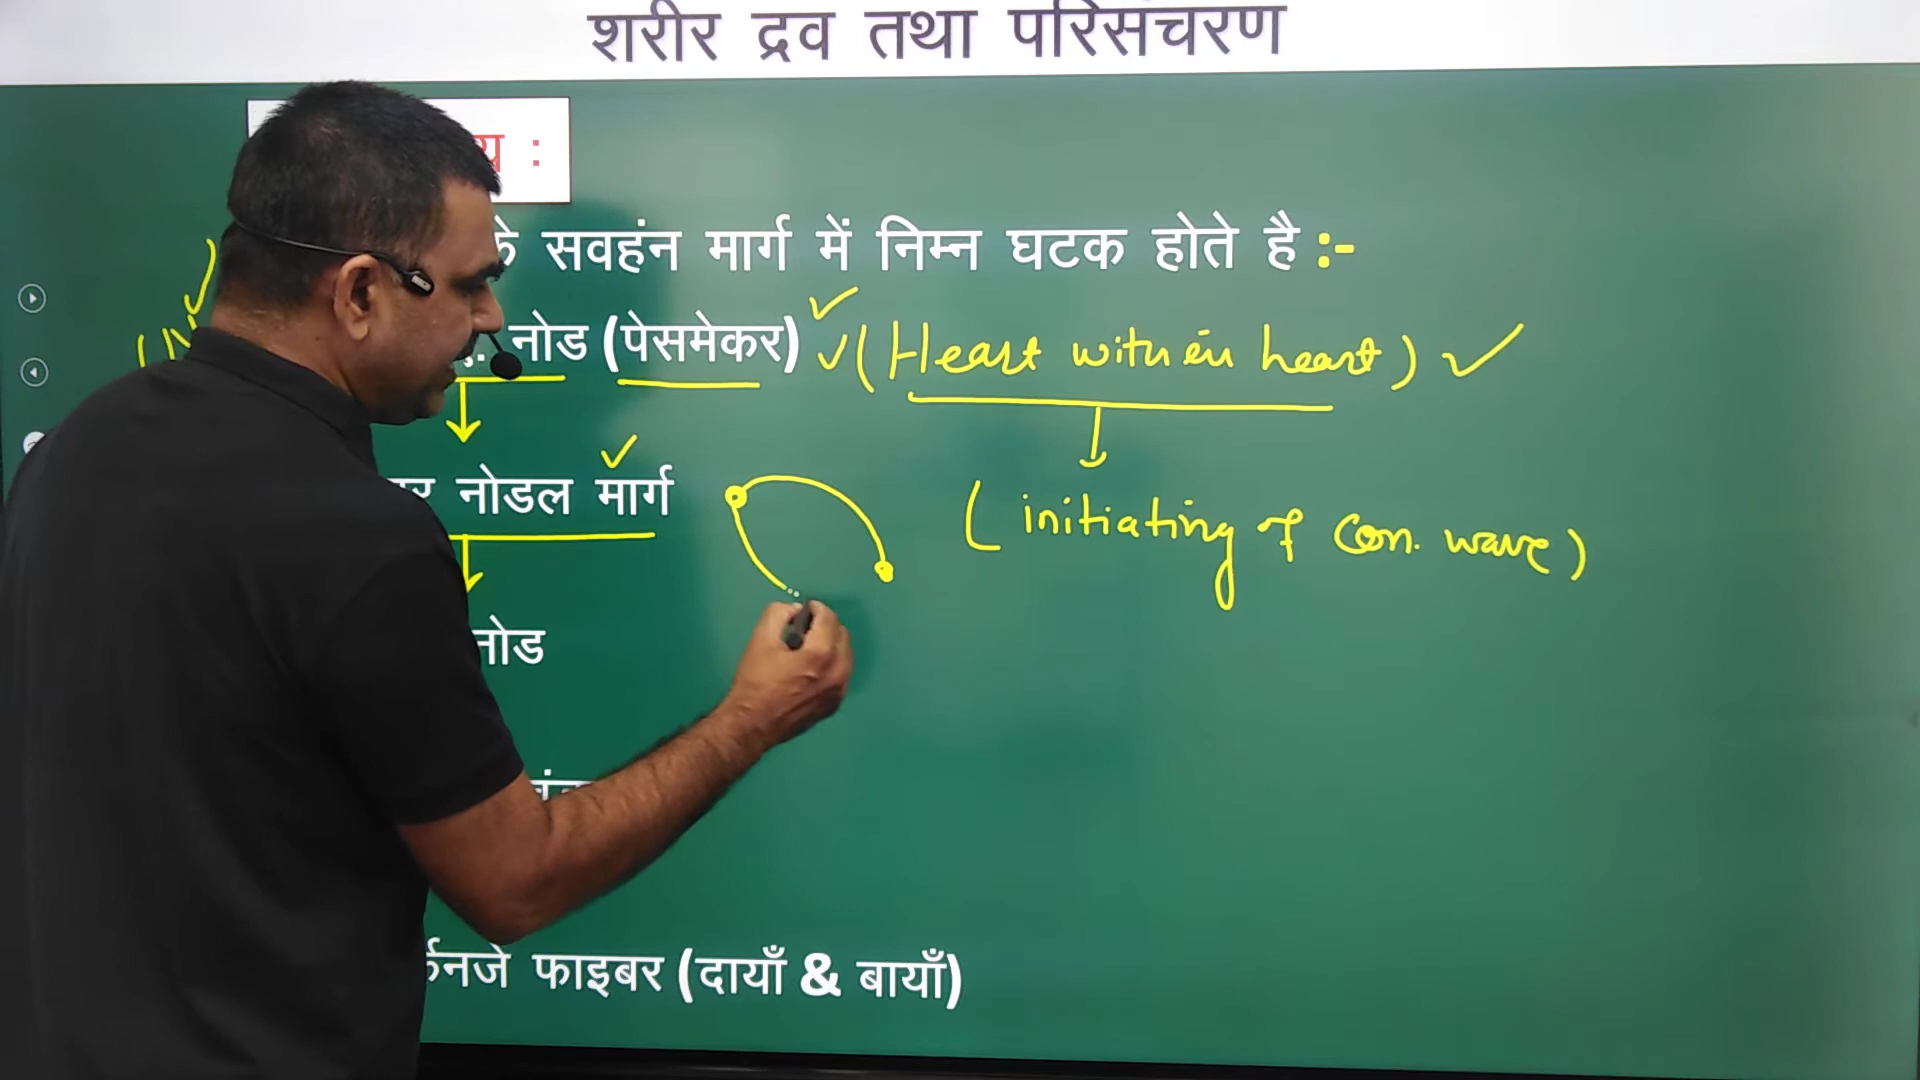 शरीर द्रव तथा परिसंचरण
:
के सवहंन मार्ग में निम्न घटक होते है :-
नोड (पेसमेकर) (Heart within heart)
नोडल मार्ग
(initiating of Con. wave)
नोड
फाइबर (दायाँ & बायाँ)